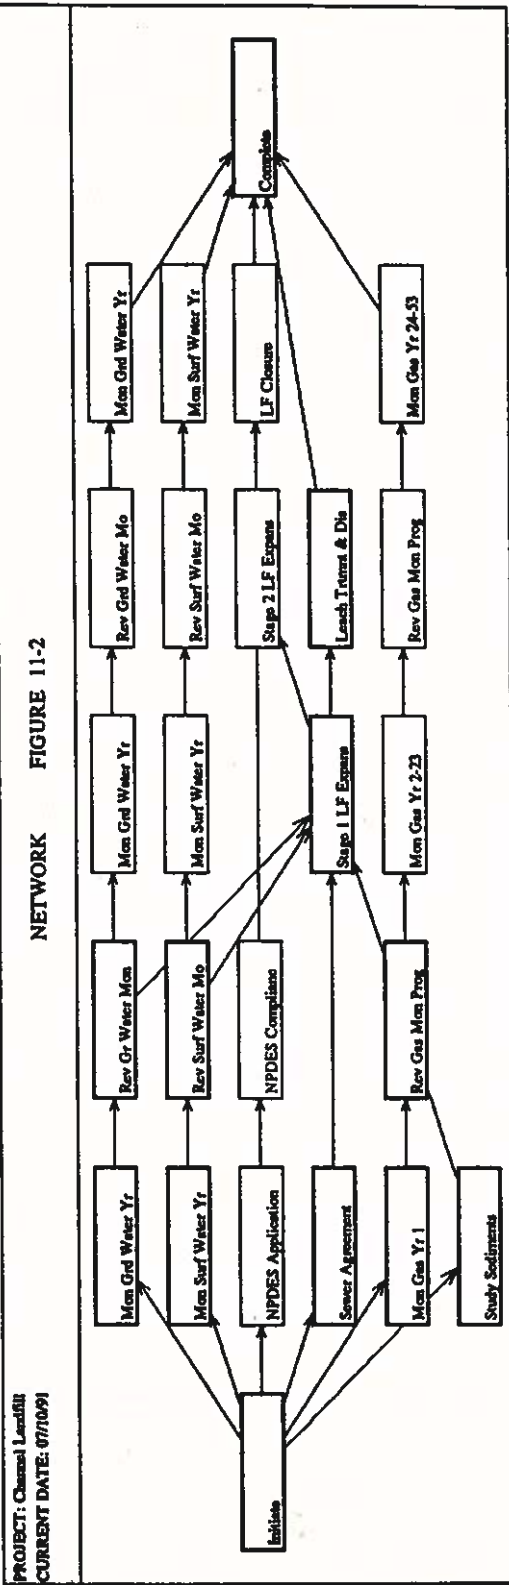 PROJECT: Channel Landfill
CURRENT DATE: 07/10/91
NETWORK FIGURE 11-2
Initiate
Mon Grd Water Yr
Mon Surf Water Yr
NPDES Application
Sewer Agreement
Mon Gas Yr 1
Study Sediments
Rev Gr Water Mon
Rev Surf Water Mo
NPDES Complianc
Rev Gas Mon Prog
Mon Grd Water Yr
Mon Surf Water Yr
Stage 1 LF Expans
Mon Gas Yr 2-23
Rev Grd Water Mo
Rev Surf Water Mo
Stage 2 LF Expans
Leach Trtmnt & Dis
Rev Gas Mon Prog
Mon Grd Water Yr
Mon Surf Water Yr
LF Closure
Mon Gas Yr 24-53
Complete